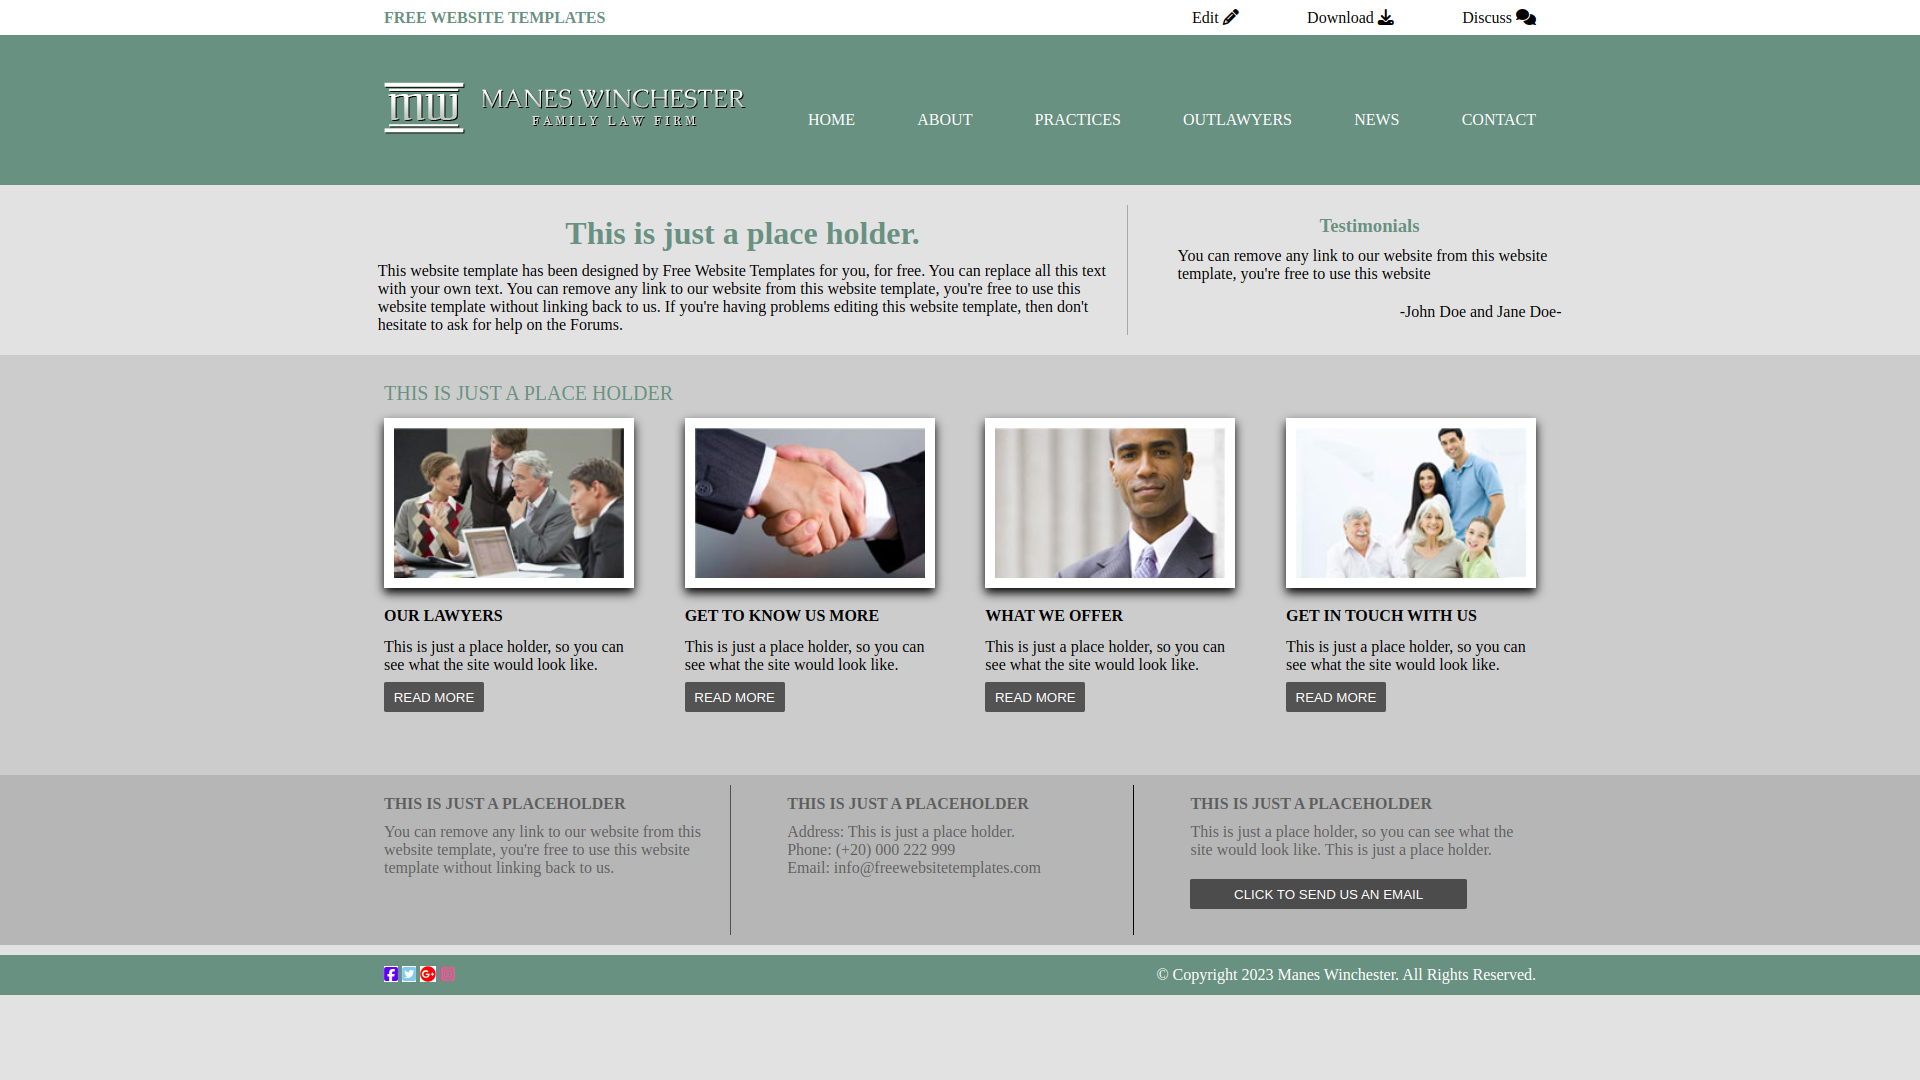 FREE WEBSITE TEMPLATES
Edit
Download
Discuss
mw
MANES WINCHESTER
FAMILY LAW FIRM
HOME
ABOUT
PRACTICES
OUTLAWYERS
NEWS
CONTACT
This is just a place holder.
This website template has been designed by Free Website Templates for you, for free. You can replace all this text
with your own text. You can remove any link to our website from this website template, you're free to use this
website template without linking back to us. If you're having problems editing this website template, then don't
hesitate to ask for help on the Forums.
Testimonials
You can remove any link to our website from this website
template, you're free to use this website
-John Doe and Jane Doe-
THIS IS JUST A PLACE HOLDER
OUR LAWYERS
This is just a place holder, so you can
see what the site would look like.
READ MORE
GET TO KNOW US MORE
This is just a place holder, so you can
see what the site would look like.
READ MORE
WHAT WE OFFER
This is just a place holder, so you can
see what the site would look like.
READ MORE
GET IN TOUCH WITH US
This is just a place holder, so you can
see what the site would look like.
READ MORE
THIS IS JUST A PLACEHOLDER
You can remove any link to our website from this
website template, you're free to use this website
template without linking back to us.
THIS IS JUST A PLACEHOLDER
Address: This is just a place holder.
Phone: (+20) 000 222 999
Email: info@freewebsitetemplates.com
THIS IS JUST A PLACEHOLDER
This is just a place holder, so you can see what the
site would look like. This is just a place holder.
CLICK TO SEND US AN EMAIL
© Copyright 2023 Manes Winchester. All Rights Reserved.